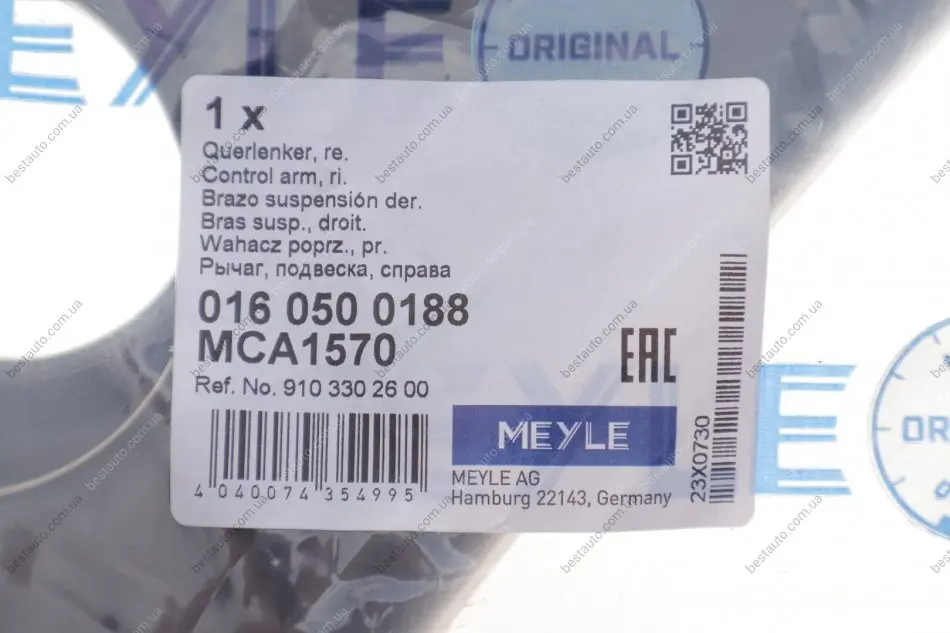 ORIGINAL
1 x
Querlenker, re.
Control arm, ri.
Brazo suspensión der.
Bras susp., droit.
Wahacz poprz., pr.
Рычаг, подвеска, справа
016 050 0188
MCA1570
Ref. No. 910 330 26 00
4 040074 354995
EAC
MEYLE
MEYLE AG
Hamburg 22143, Germany
23X0730
bestauto.com.ua